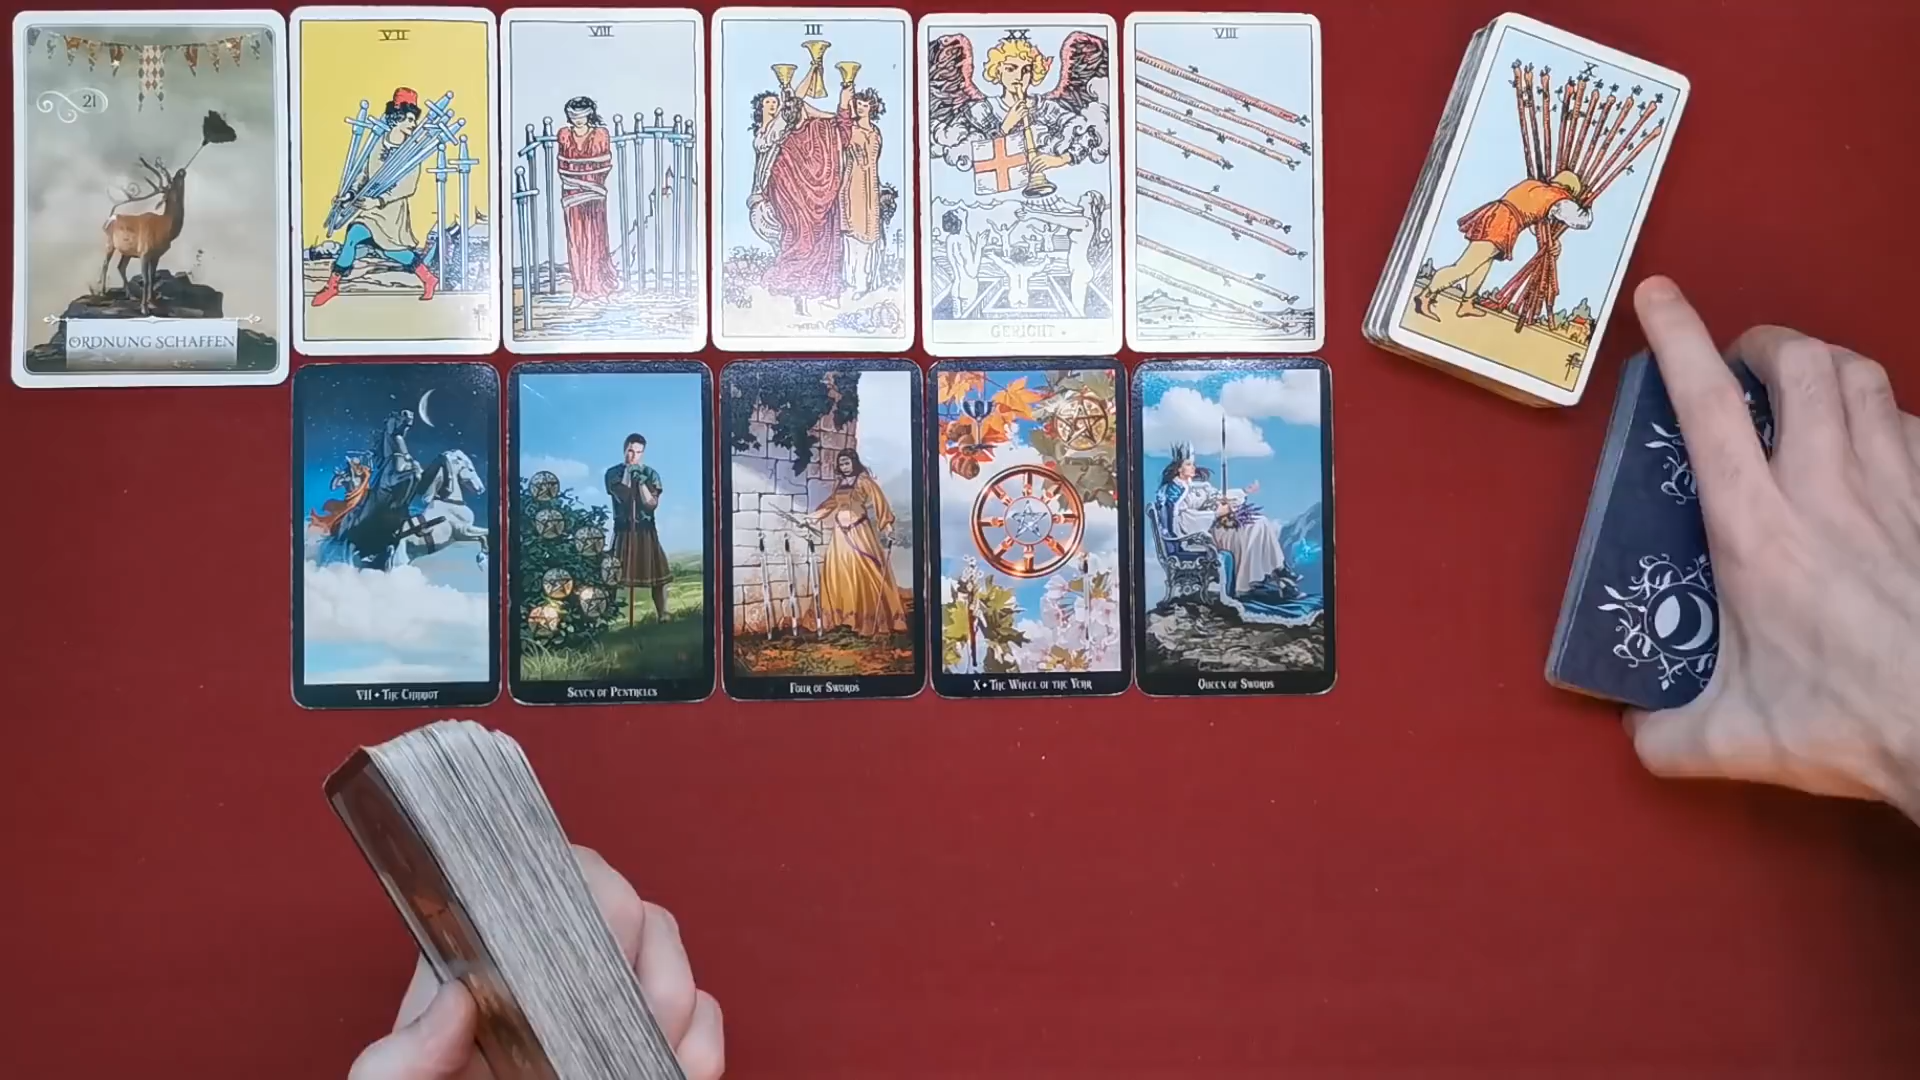 21
ORDNUNG SCHAFFEN
VII
VIII
III
XX
GERICHT
VIII
X
VII • THE CHARIOT
SEVEN OF PENTACLES
FOUR OF SWORDS
X • THE WHEEL OF THE YEAR
QUEEN OF SWORDS